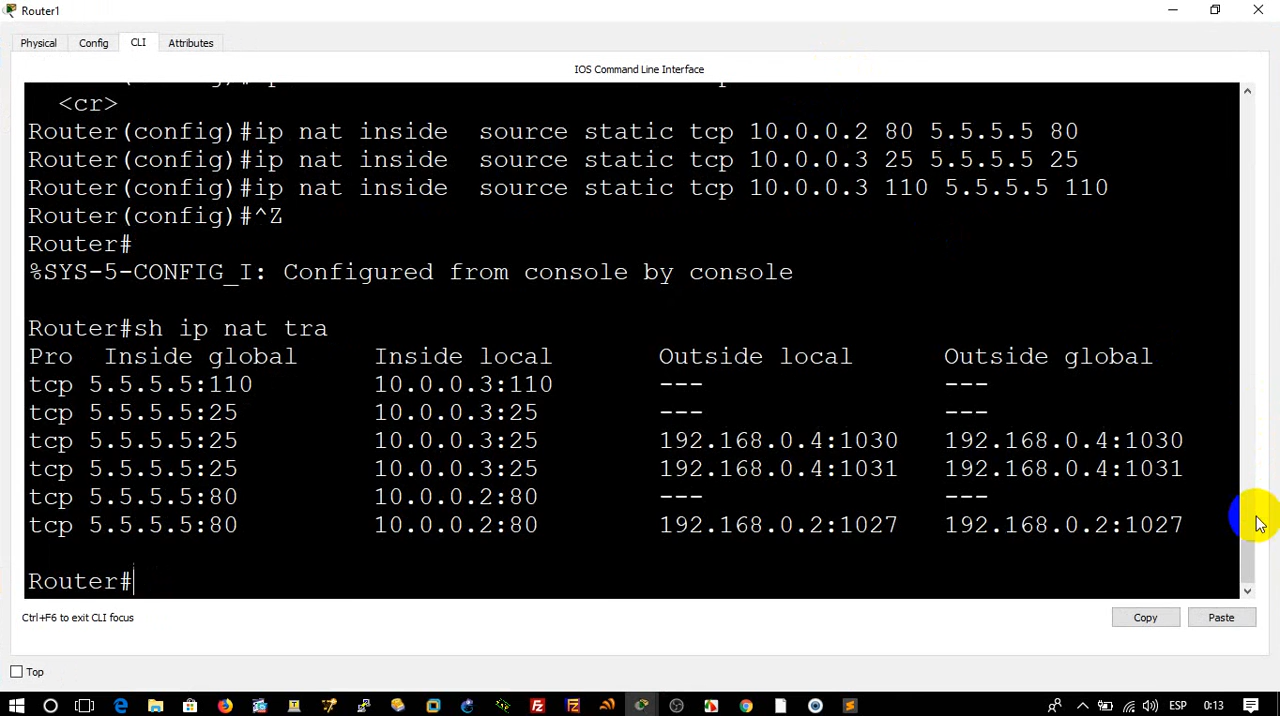 Router1
Physical Config CLI Attributes
IOS Command Line Interface
<cr>
Router(config)#ip nat inside  source static tcp 10.0.0.2 80 5.5.5.5 80
Router(config)#ip nat inside  source static tcp 10.0.0.3 25 5.5.5.5 25
Router(config)#ip nat inside  source static tcp 10.0.0.3 110 5.5.5.5 110
Router(config)#^Z
Router#
%SYS-5-CONFIG_I: Configured from console by console
Router#sh ip nat tra
Pro  Inside global     Inside local       Outside local      Outside global
tcp 5.5.5.5:110        10.0.0.3:110       ---                ---
tcp 5.5.5.5:25         10.0.0.3:25        ---                ---
tcp 5.5.5.5:25         10.0.0.3:25        192.168.0.4:1030   192.168.0.4:1030
tcp 5.5.5.5:25         10.0.0.3:25        192.168.0.4:1031   192.168.0.4:1031
tcp 5.5.5.5:80         10.0.0.2:80        ---                ---
tcp 5.5.5.5:80         10.0.0.2:80        192.168.0.2:1027   192.168.0.2:1027
Router#
Ctrl+F6 to exit CLI focus
Copy Paste
Top
ESP 0:13